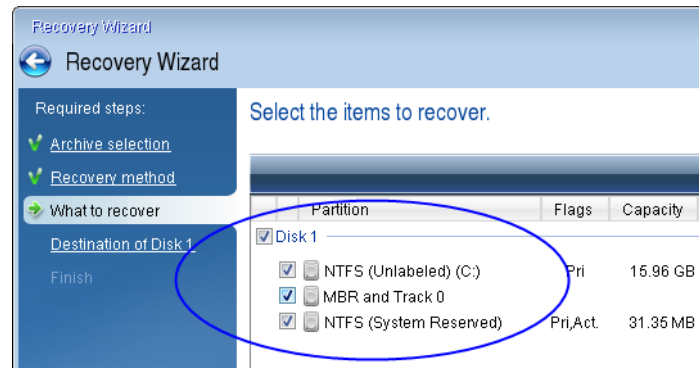 Recovery Wizard
Recovery Wizard
Required steps:
Select the items to recover.
Archive selection
Recovery method
What to recover
Partition Flags Capacity
Destination of Disk 1
Disk 1
Finish
NTFS (Unlabeled) (C:) Pri 15.96 GB
MBR and Track 0
NTFS (System Reserved) Pri,Act. 31.35 MB